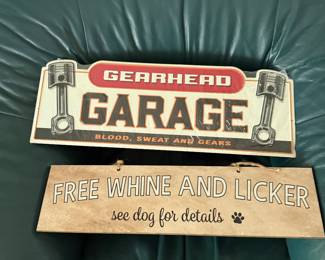 GEARHEAD
GARAGE
BLOOD, SWEAT AND GEARS
FREE WHINE AND LICKER
see dog for details